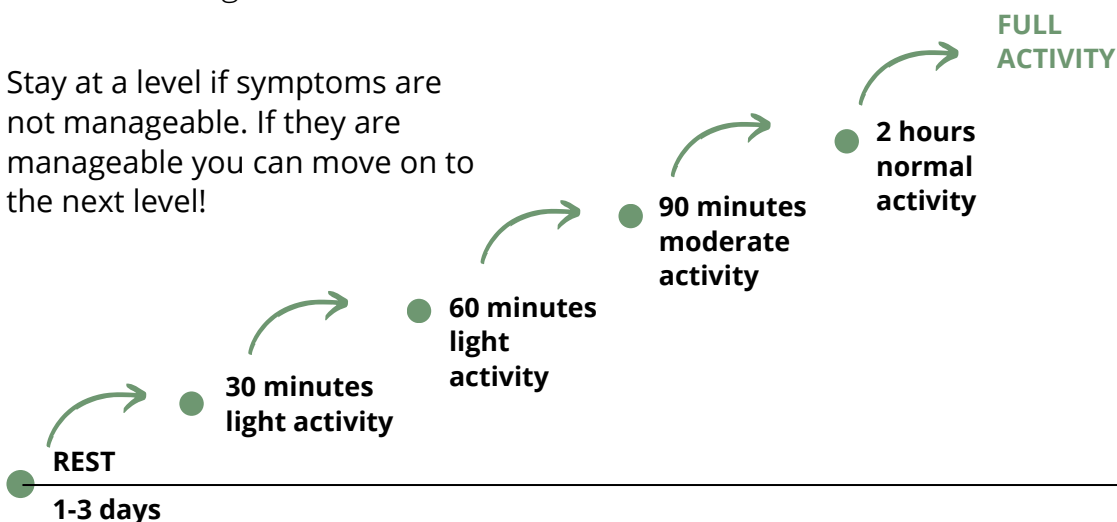 Stay at a level if symptoms are
not manageable. If they are
manageable you can move on to
the next level!
FULL
ACTIVITY
2 hours
normal
activity
90 minutes
moderate
activity
60 minutes
light
activity
30 minutes
light activity
REST
1-3 days